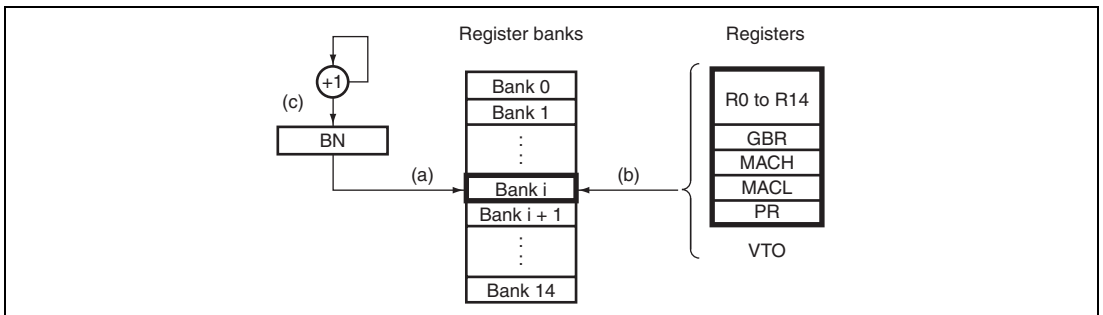 Register banks
Registers
+1
(c)
BN
(a)
Bank 0
Bank 1
:
:
Bank i
Bank i + 1
:
:
Bank 14
(b)
R0 to R14
GBR
MACH
MACL
PR
VTO